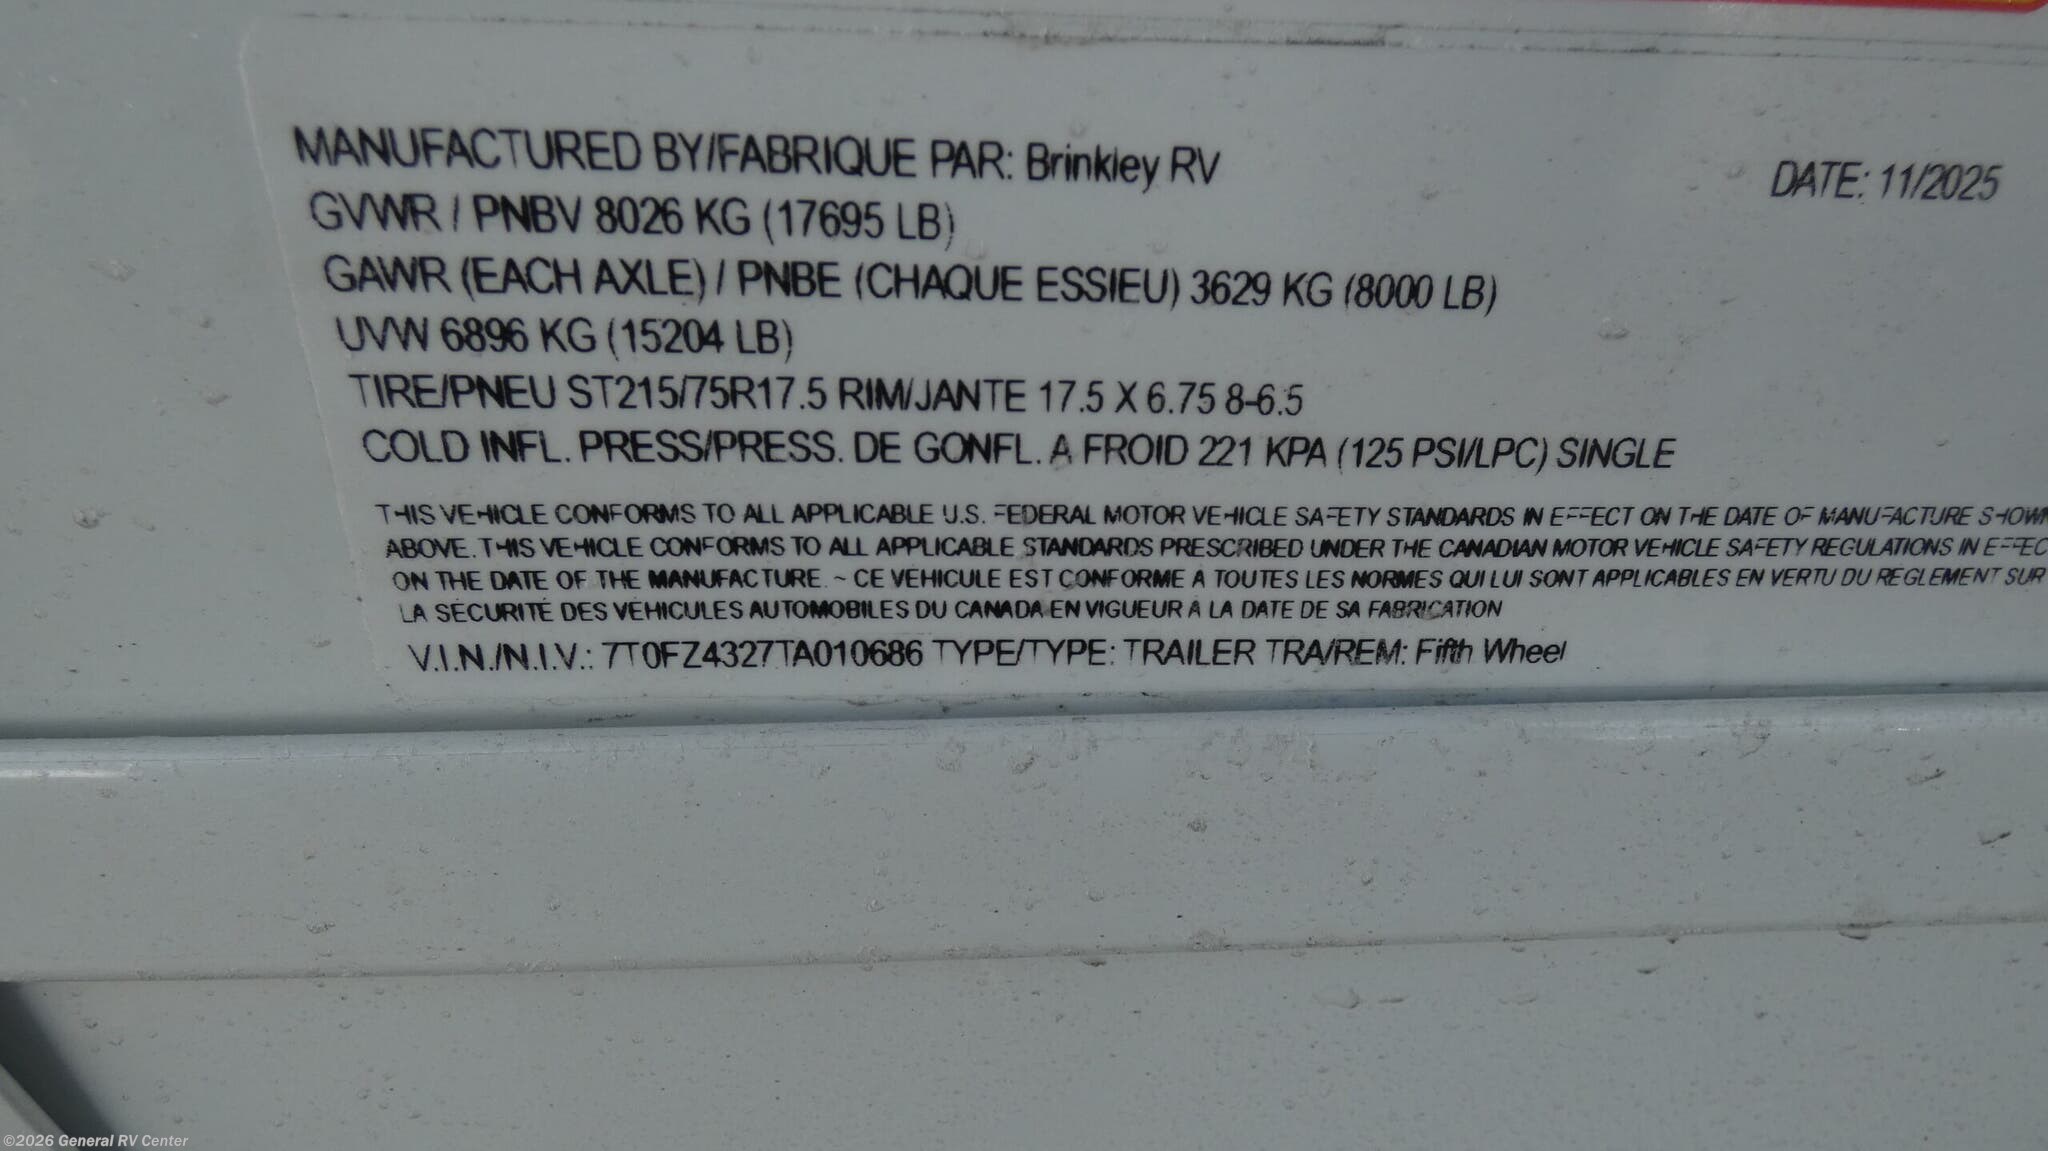 MANUFACTURED BY/FABRIQUE PAR: Brinkley RV DATE: 11/2025
GVWR / PNBV 8026 KG (17695 LB)
GAWR (EACH AXLE) / PNBE (CHAQUE ESSIEU) 3629 KG (8000 LB)
UVW 6896 KG (15204 LB)
TIRE/PNEU ST215/75R17.5 RIM/JANTE 17.5 X 6.75 8-6.5
COLD INFL. PRESS/PRESS. DE GONFL. A FROID 221 KPA (125 PSI/LPC) SINGLE
THIS VEHICLE CONFORMS TO ALL APPLICABLE U.S. FEDERAL MOTOR VEHICLE SAFETY STANDARDS IN EFFECT ON THE DATE OF MANUFACTURE SHOWN
ABOVE. THIS VEHICLE CONFORMS TO ALL APPLICABLE STANDARDS PRESCRIBED UNDER THE CANADIAN MOTOR VEHICLE SAFETY REGULATIONS IN EFFEC
ON THE DATE OF THE MANUFACTURE. ~ CE VEHICULE EST CONFORME A TOUTES LES NORMES QUI LUI SONT APPLICABLES EN VERTU DU REGLEMENT SUR
LA SECURITE DES VEHICULES AUTOMOBILES DU CANADA EN VIGUEUR A LA DATE DE SA FABRICATION
V.I.N./N.I.V.: 7T0FZ4327TA010686 TYPE/TYPE: TRAILER TRA/REM: Fifth Wheel
©2026 General RV Center